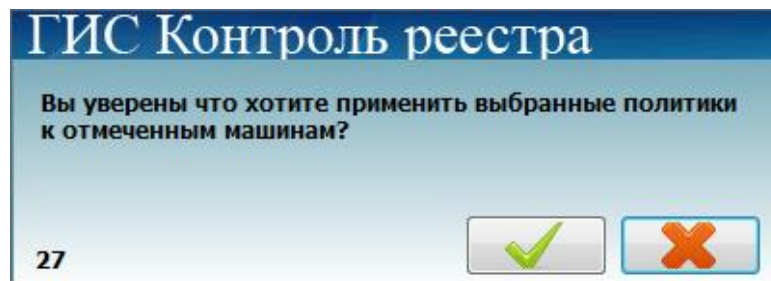 ГИС Контроль реестра
Вы уверены что хотите применить выбранные политики
к отмеченным машинам?
27